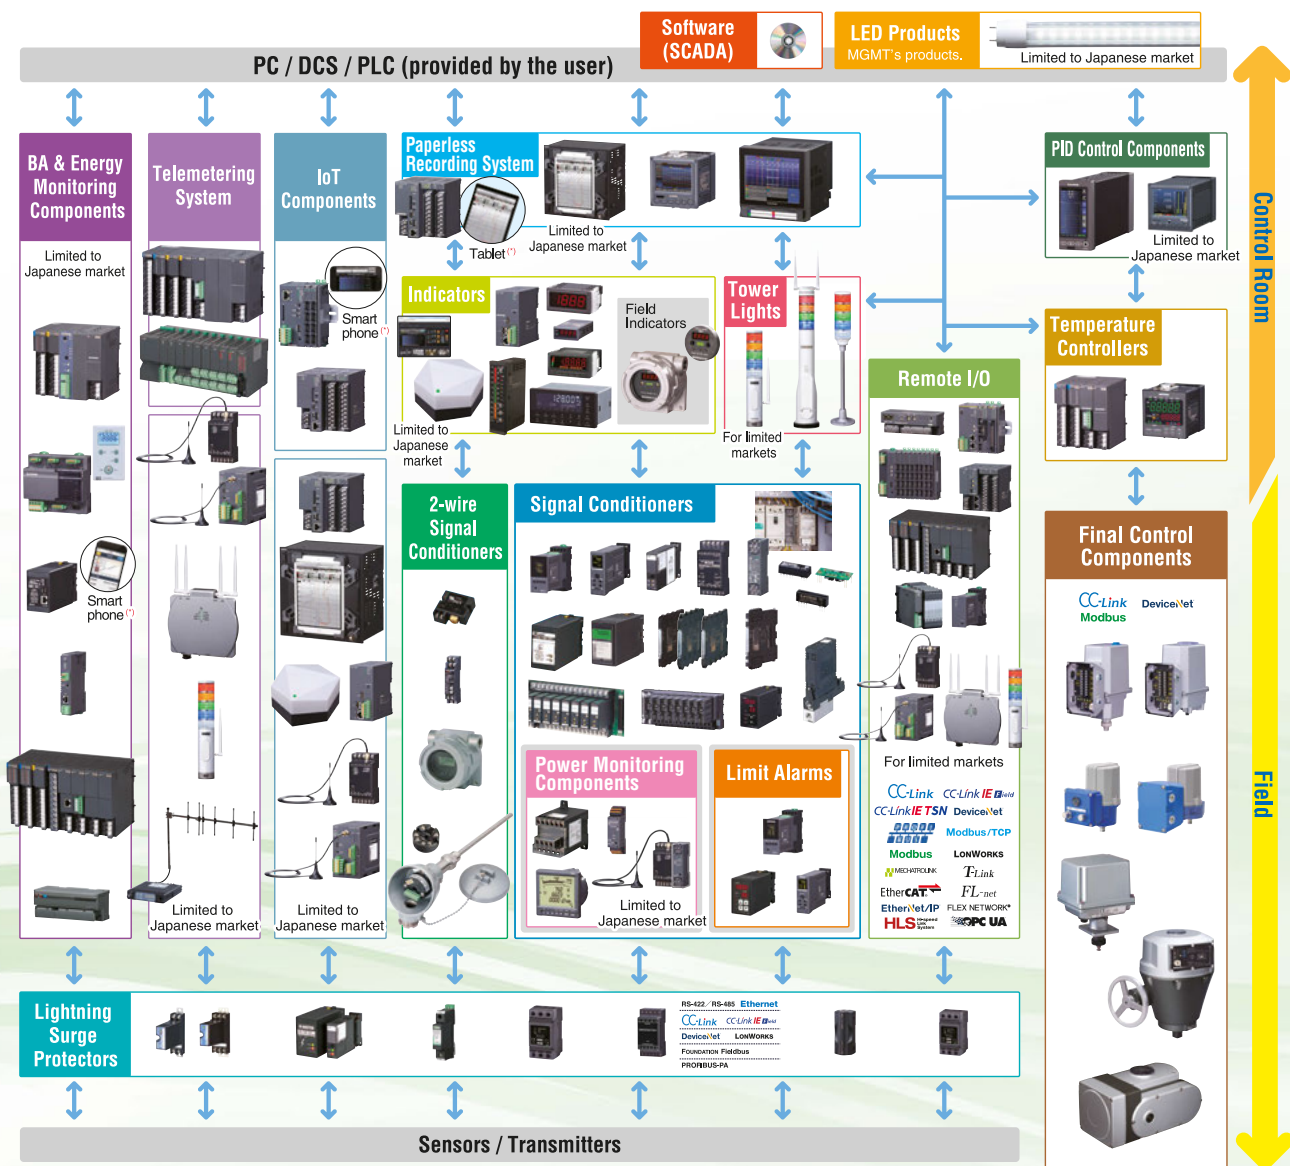 Software
(SCADA)
LED Products
MGMT's products.
Limited to Japanese market
PC / DCS / PLC (provided by the user)
BA & Energy
Monitoring
Components
Limited to
Japanese market
Smart
phone (*)
Telemetering
System
Limited to
Japanese market
IoT
Components
Smart
phone (*)
Limited to
Japanese market
Paperless
Recording System
Tablet (*)
Limited to
Japanese market
Indicators
Field
Indicators
Limited to
Japanese
market
Tower
Lights
For limited
markets
PID Control Components
Limited to
Japanese market
Temperature
Controllers
Remote I/O
For limited markets
CC-Link
CC-Link IE Field
CC-Link IE TSN
DeviceNet
PROFI
BUS
Modbus/TCP
Modbus
LONWORKS
MECHATROLINK
T-Link
EtherCAT
FL-net
EtherNet/IP
FLEX NETWORK®
HLS Hi-speed Link System
OPC UA
2-wire
Signal
Conditioners
Signal Conditioners
Power Monitoring
Components
Limited to
Japanese market
Limit Alarms
Final Control
Components
CC-Link
DeviceNet
Modbus
Control Room
Field
Lightning
Surge
Protectors
RS-422／RS-485 Ethernet
CC-Link CC-Link IE Field
DeviceNet LONWORKS
FOUNDATION Fieldbus
PROFIBUS-PA
Sensors / Transmitters